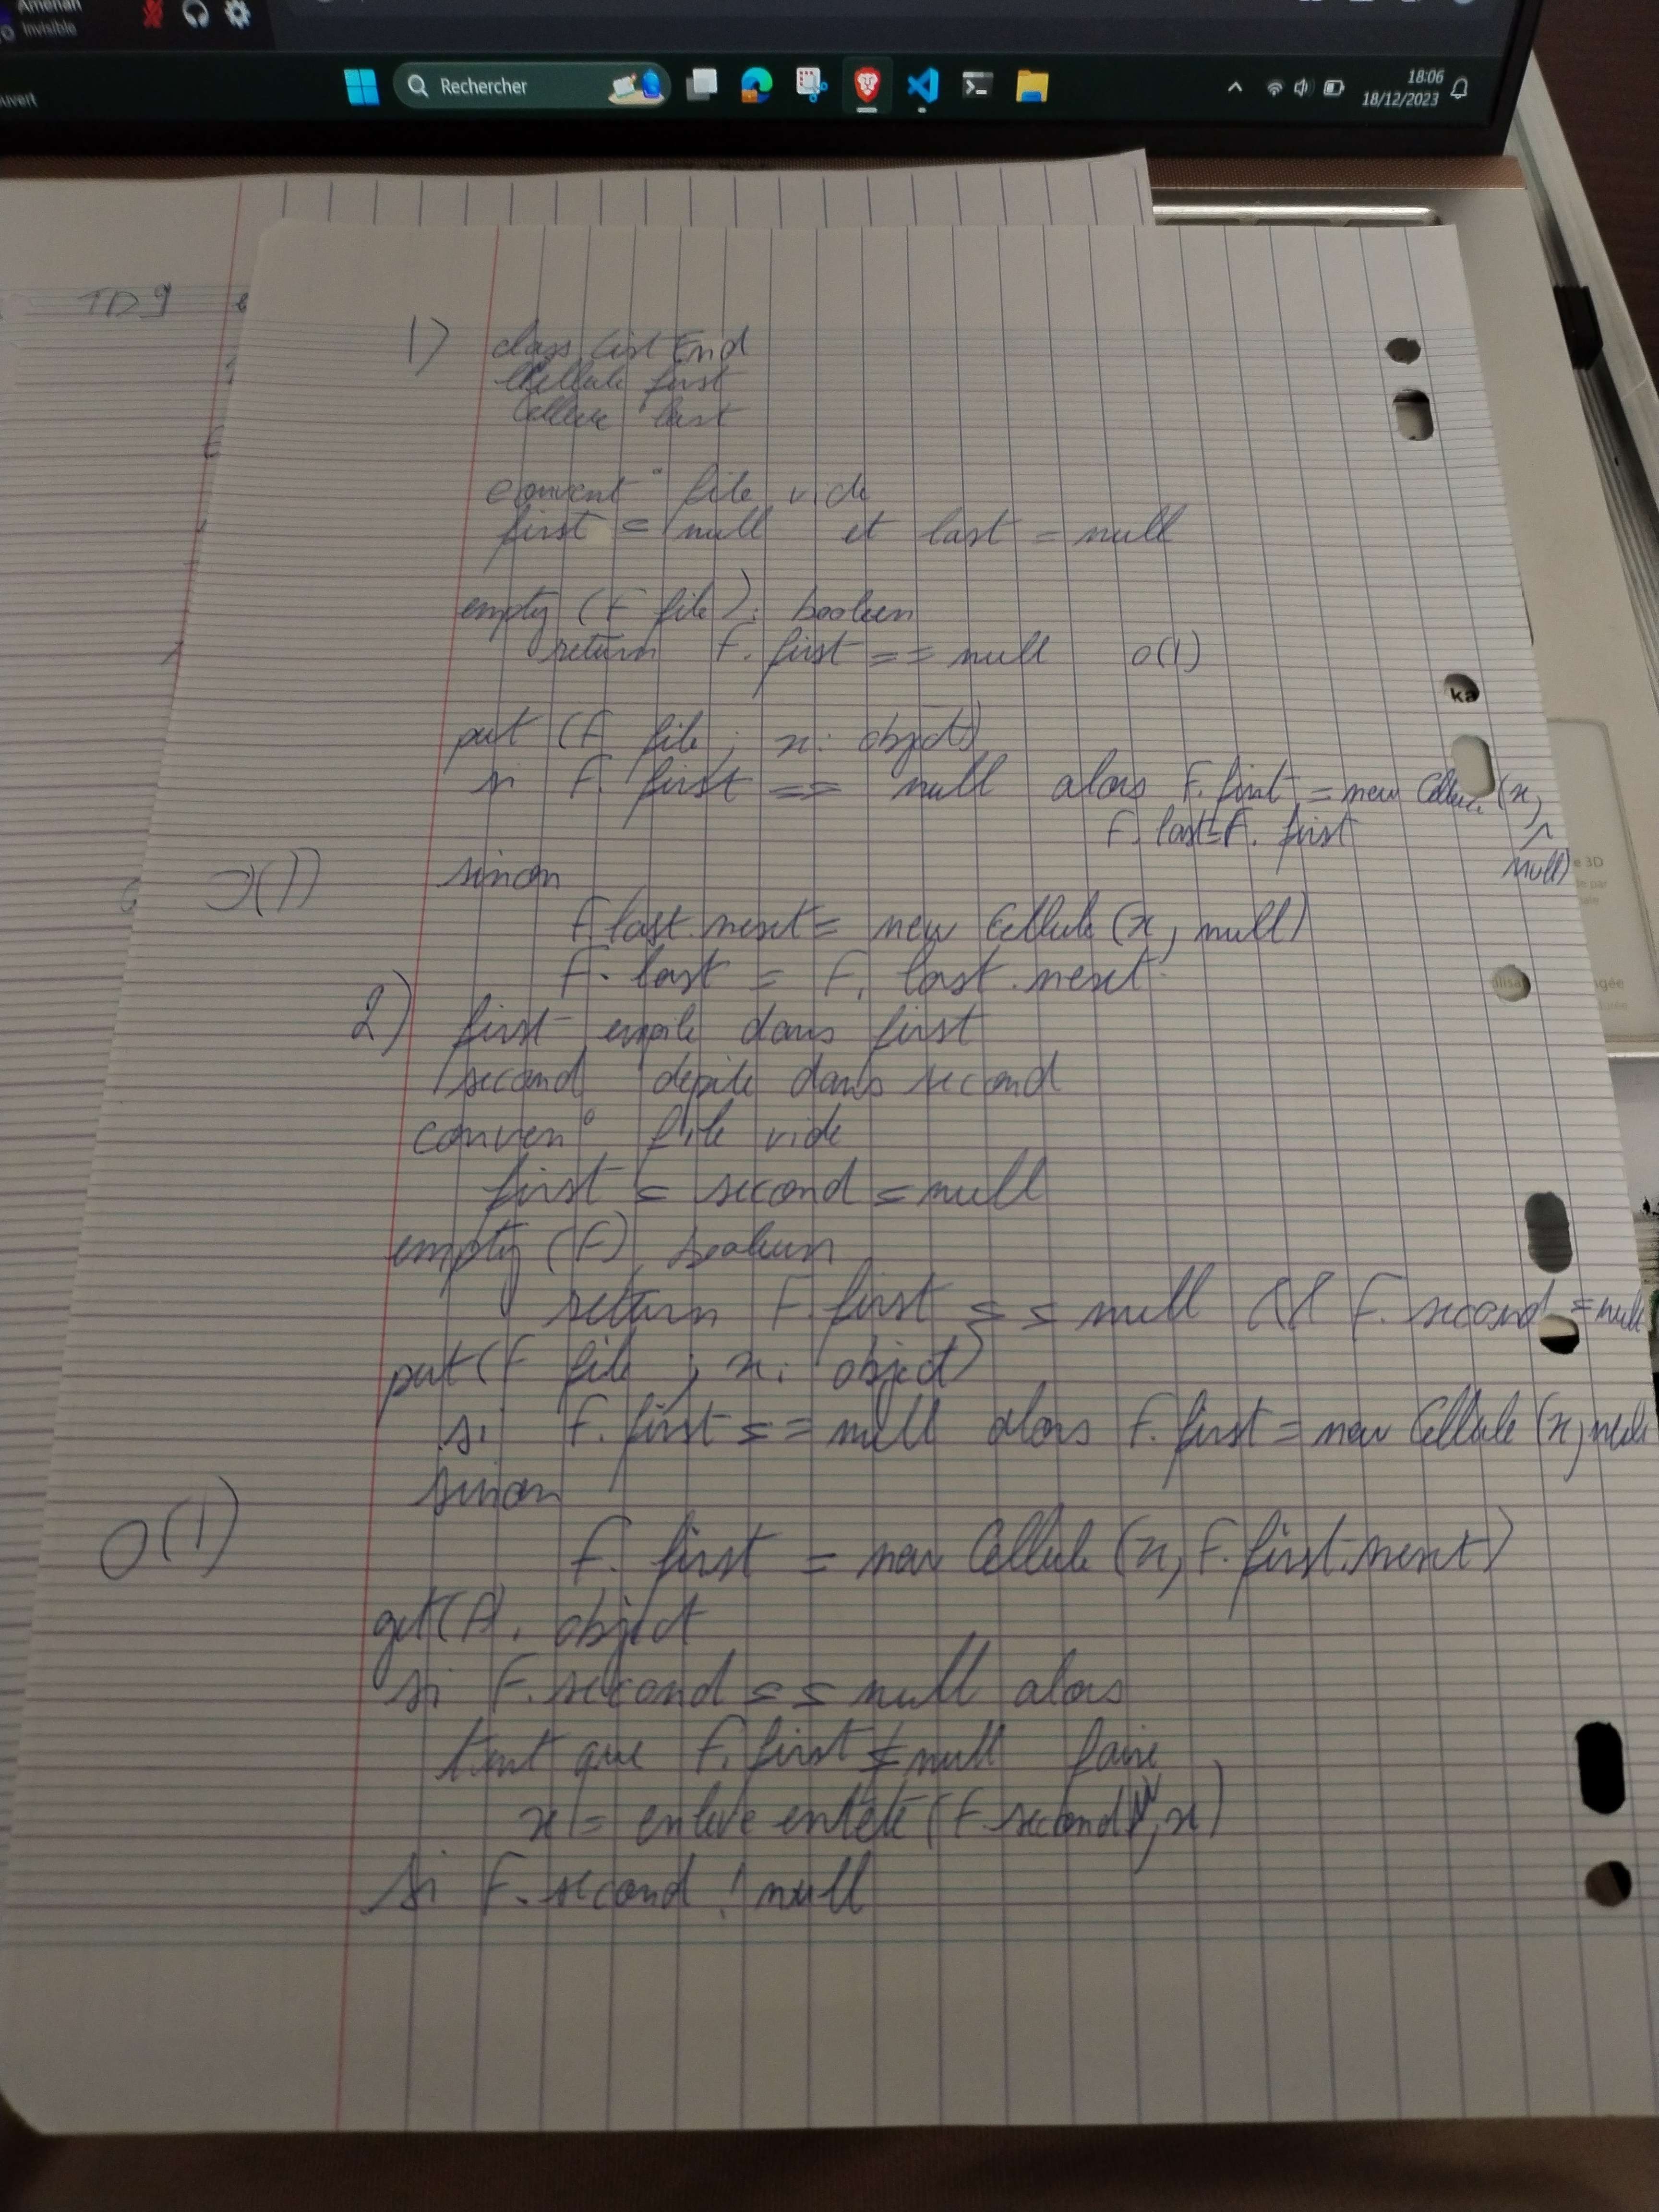 Amenan
Invisible
Rechercher
18:06
18/12/2023
uvert
TD9
1) class List End
Cellule first
Cellule last
convent° file vide
first = null et last = null
empty (F file): boolean
return F. first == null O(1)
put (F file ; x: object)
si F. first == null alors F. first = new Cellule (x,
null)
F. last = F. first
O(1) sinon
F last.next = new Cellule (x, null)
F. last = F. last.next
2) first empile dans first
second depile dans second
conven° file vide
first = second = null
empty (F) boolean
return F. first == null && F. second = null
put (F file ; x: object)
si F. first == null alors F. first = new Cellule (x, null
sinon
O(1) F. first = new Cellule (x, F. first.next)
get (F). object
si F. second == null alors
tant que F. first ≠ null faire
x = enleve entete (F. second, x)
si F. second ! null
ka
e 3D